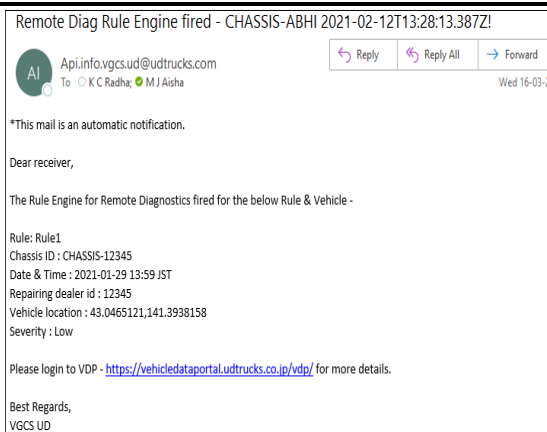 Remote Diag Rule Engine fired - CHASSIS-ABHI 2021-02-12T13:28:13.387Z!
AI
Api.info.vgcs.ud@udtrucks.com
To K C Radha; M J Aisha
Reply
Reply All
Forward
Wed 16-03-2
*This mail is an automatic notification.
Dear receiver,
The Rule Engine for Remote Diagnostics fired for the below Rule & Vehicle -
Rule: Rule1
Chassis ID : CHASSIS-12345
Date & Time : 2021-01-29 13:59 JST
Repairing dealer id : 12345
Vehicle location : 43.0465121,141.3938158
Severity : Low
Please login to VDP - https://vehicledataportal.udtrucks.co.jp/vdp/ for more details.
Best Regards,
VGCS UD